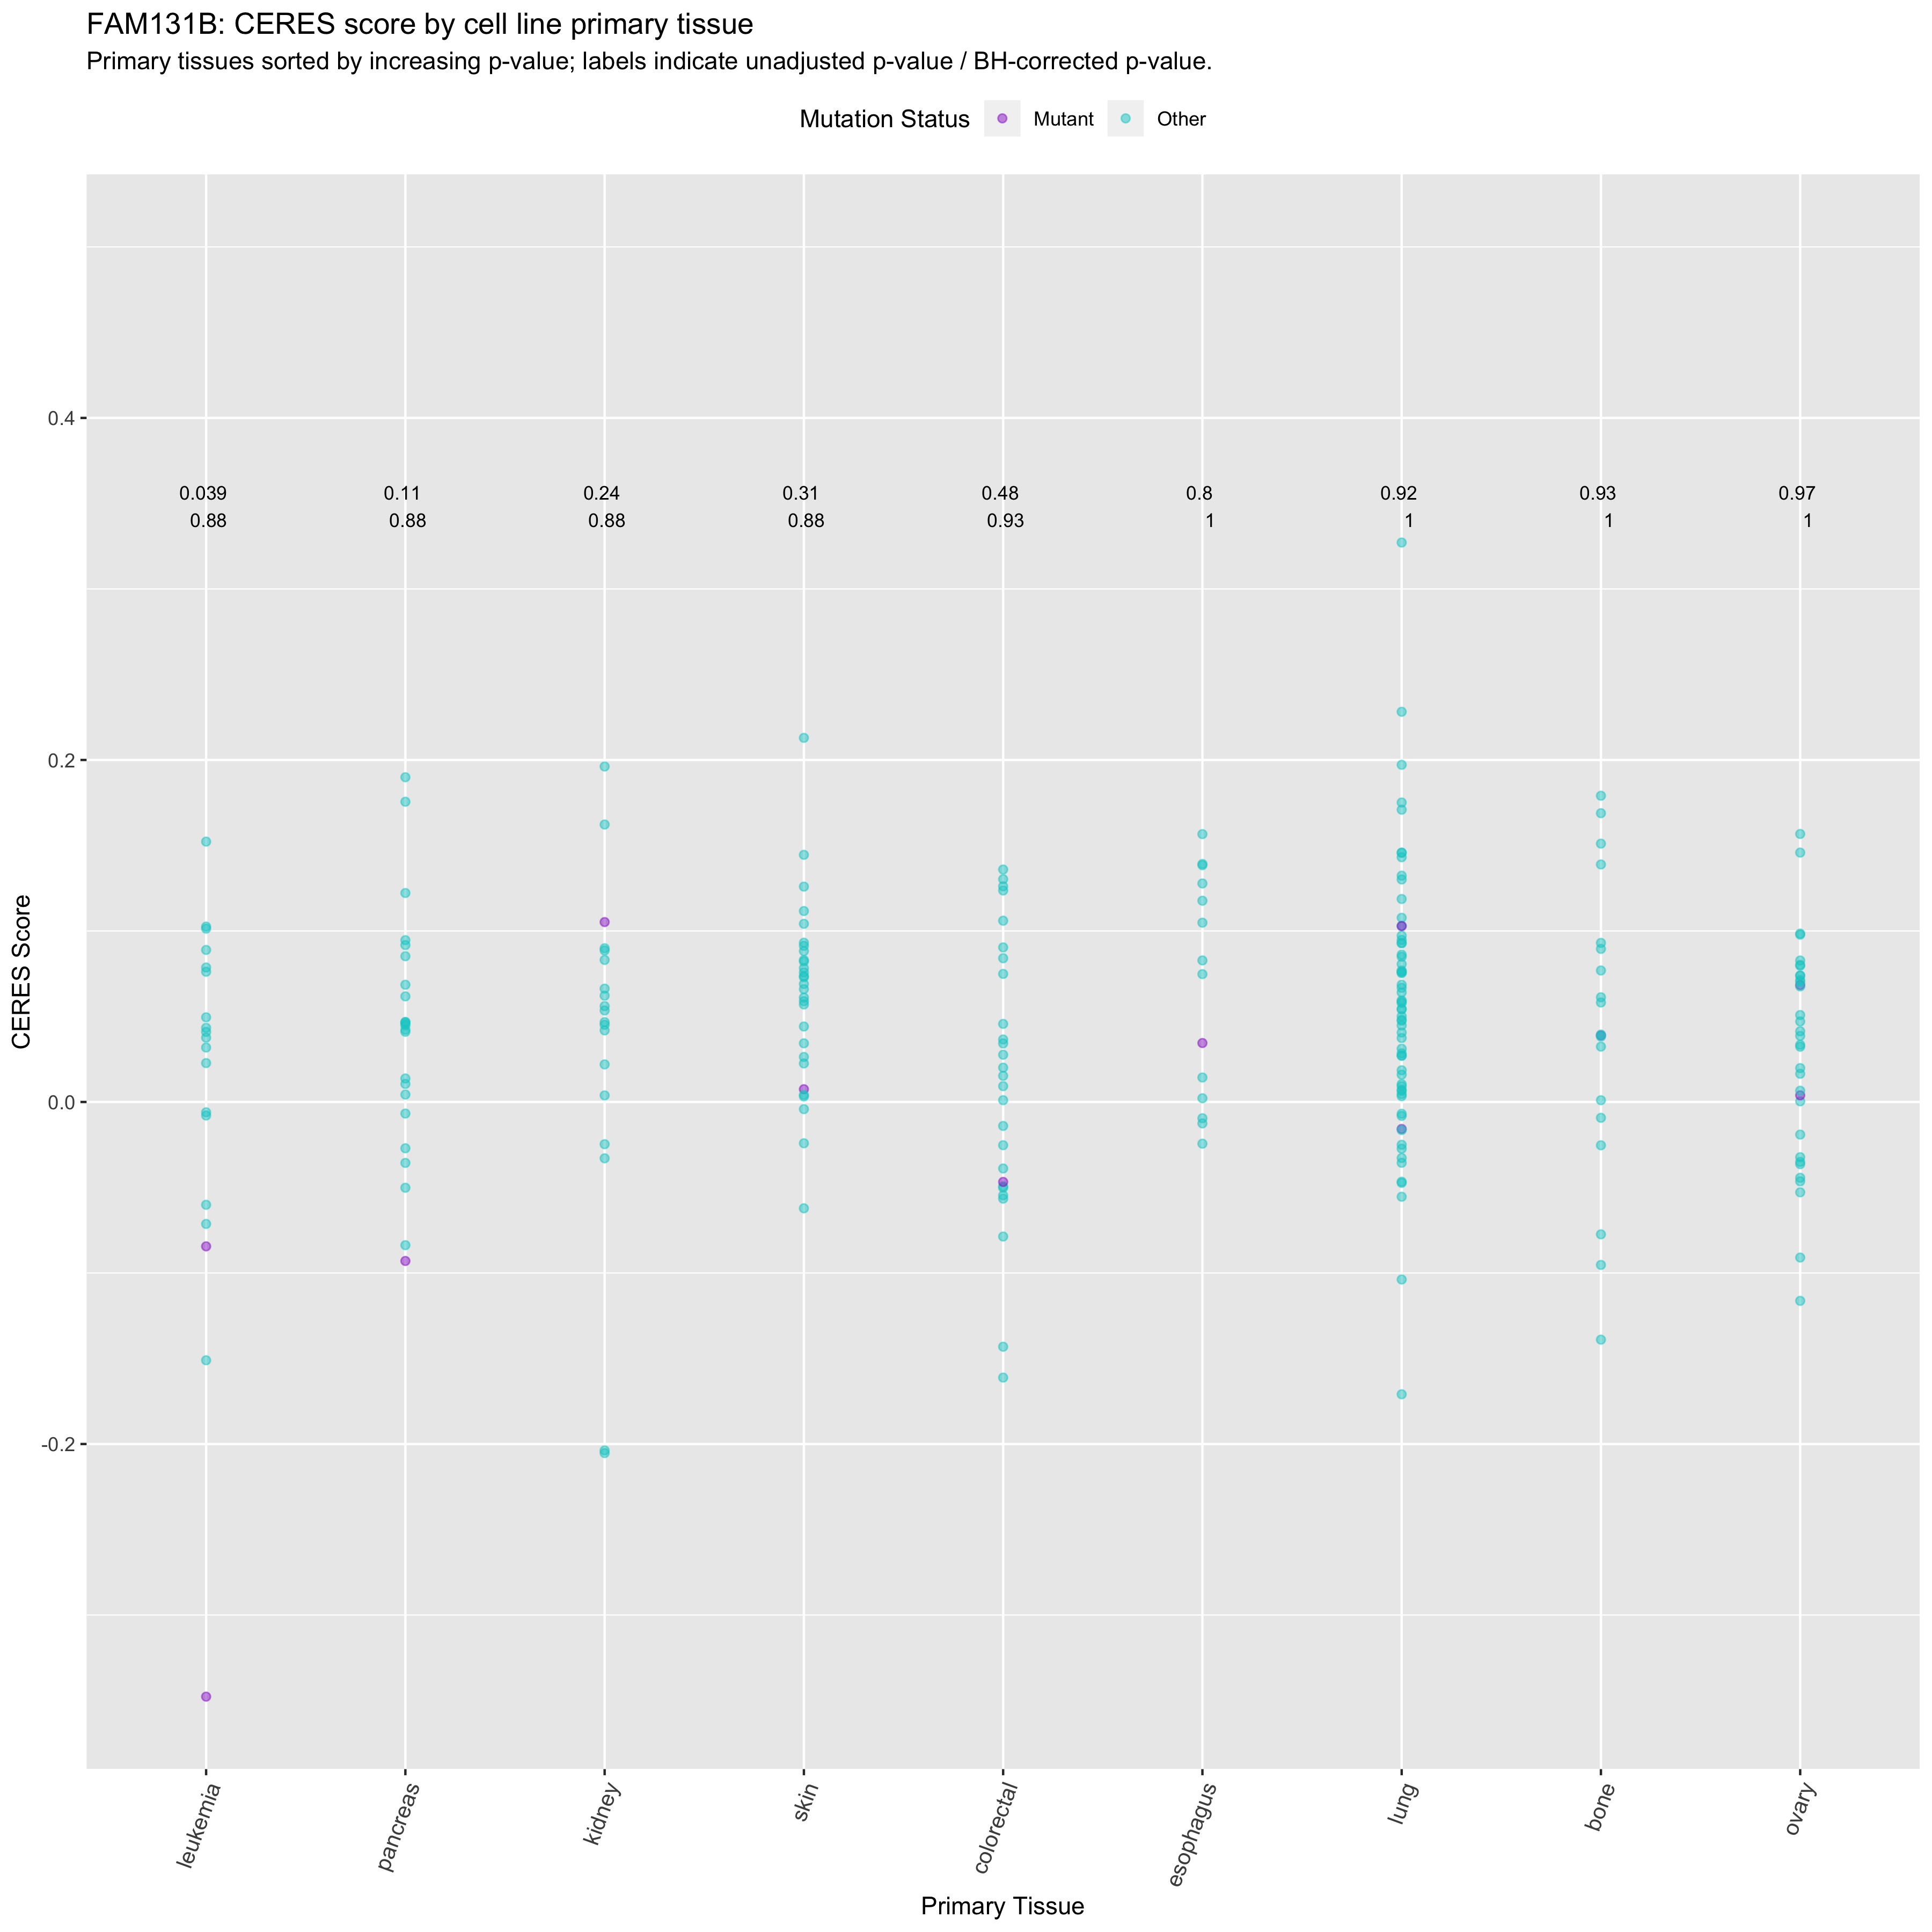 FAM131B: CERES score by cell line primary tissue
Primary tissues sorted by increasing p-value; labels indicate unadjusted p-value / BH-corrected p-value.
Mutation Status Mutant Other
0.4
0.039 0.11 0.24 0.31 0.48 0.8 0.92 0.93 0.97
0.88 0.88 0.88 0.88 0.93 1 1 1 1
0.2
CERES Score
0.0
-0.2
leukemia pancreas kidney skin colorectal esophagus lung bone ovary
Primary Tissue